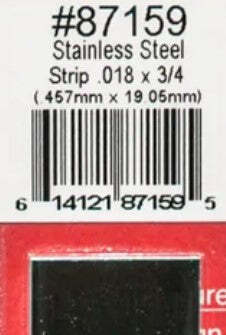 #87159
Stainless Steel
Strip .018 x 3/4
(.457mm x 19.05mm)
6 14121 87159 5